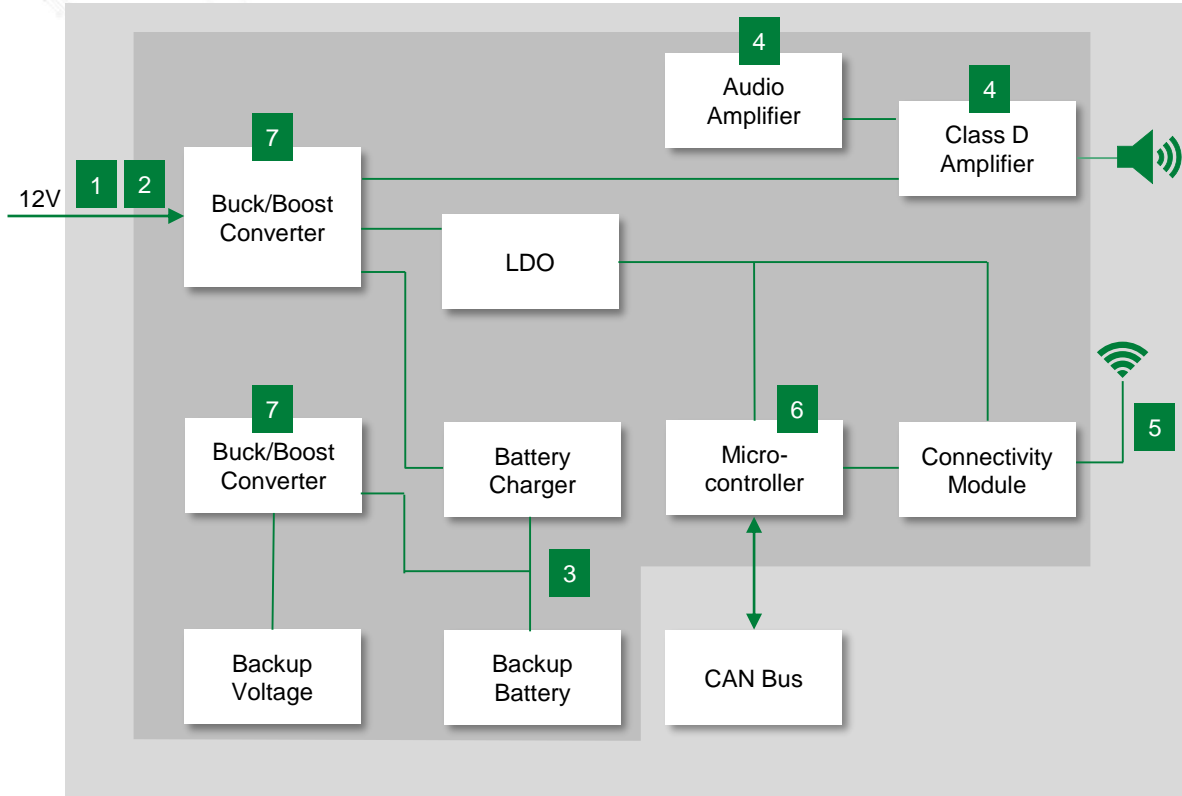 4
Audio
Amplifier
4
Class D
Amplifier
7
Buck/Boost
Converter
12V
1
2
LDO
7
Buck/Boost
Converter
Battery
Charger
6
Micro-
controller
Connectivity
Module
5
3
Backup
Voltage
Backup
Battery
CAN Bus